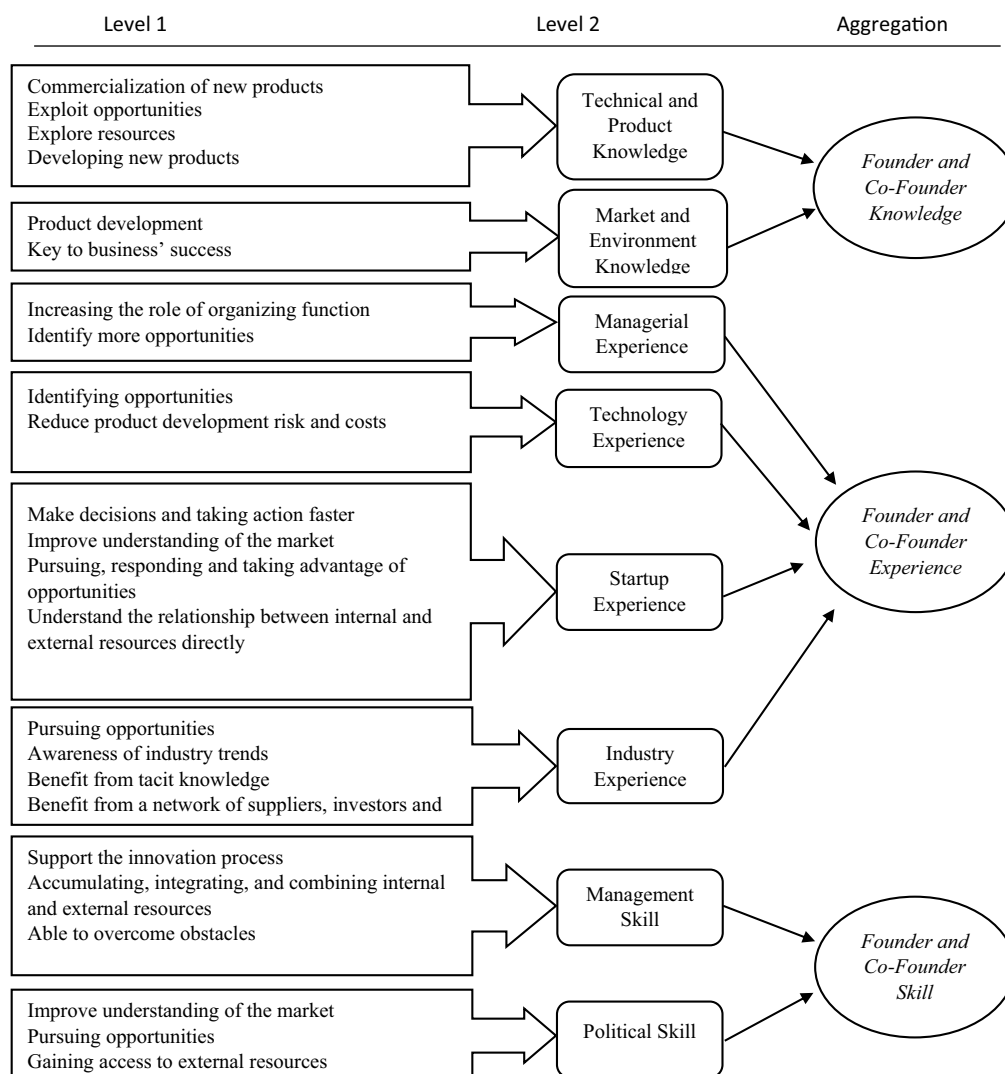 Level 1
Level 2
Aggregation
Commercialization of new products
Exploit opportunities
Explore resources
Developing new products
Technical and
Product
Knowledge
Founder and
Co-Founder
Knowledge
Product development
Key to business’ success
Market and
Environment
Knowledge
Increasing the role of organizing function
Identify more opportunities
Managerial
Experience
Identifying opportunities
Reduce product development risk and costs
Technology
Experience
Founder and
Co-Founder
Experience
Make decisions and taking action faster
Improve understanding of the market
Pursuing, responding and taking advantage of
opportunities
Understand the relationship between internal and
external resources directly
Startup
Experience
Pursuing opportunities
Awareness of industry trends
Benefit from tacit knowledge
Benefit from a network of suppliers, investors and
Industry
Experience
Support the innovation process
Accumulating, integrating, and combining internal
and external resources
Able to overcome obstacles
Management
Skill
Founder and
Co-Founder
Skill
Improve understanding of the market
Pursuing opportunities
Gaining access to external resources
Political Skill